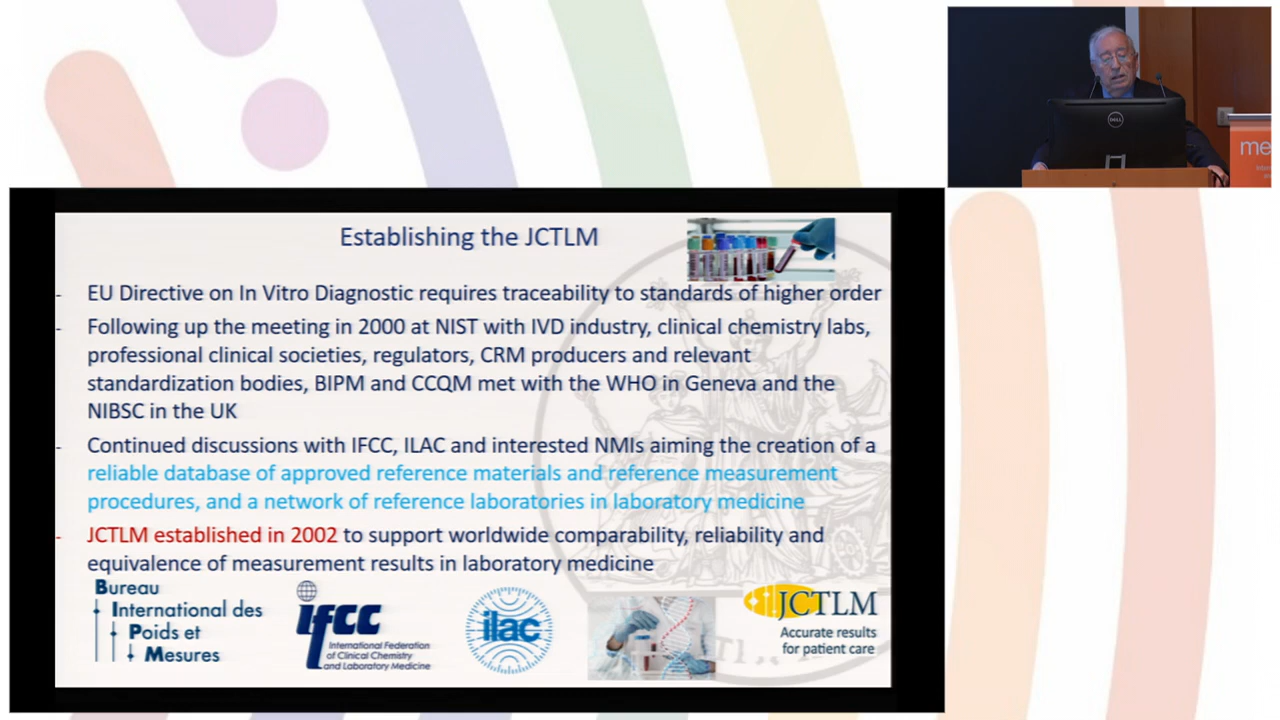 DELL
me
Establishing the JCTLM
- EU Directive on In Vitro Diagnostic requires traceability to standards of higher order
- Following up the meeting in 2000 at NIST with IVD industry, clinical chemistry labs,
professional clinical societies, regulators, CRM producers and relevant
standardization bodies, BIPM and CCQM met with the WHO in Geneva and the
NIBSC in the UK
- Continued discussions with IFCC, ILAC and interested NMIs aiming the creation of a
reliable database of approved reference materials and reference measurement
procedures, and a network of reference laboratories in laboratory medicine
- JCTLM established in 2002 to support worldwide comparability, reliability and
equivalence of measurement results in laboratory medicine
Bureau
International des
Poids et
Mesures
ifcc
International Federation
of Clinical Chemistry
and Laboratory Medicine
ilac
JCTLM
Accurate results
for patient care